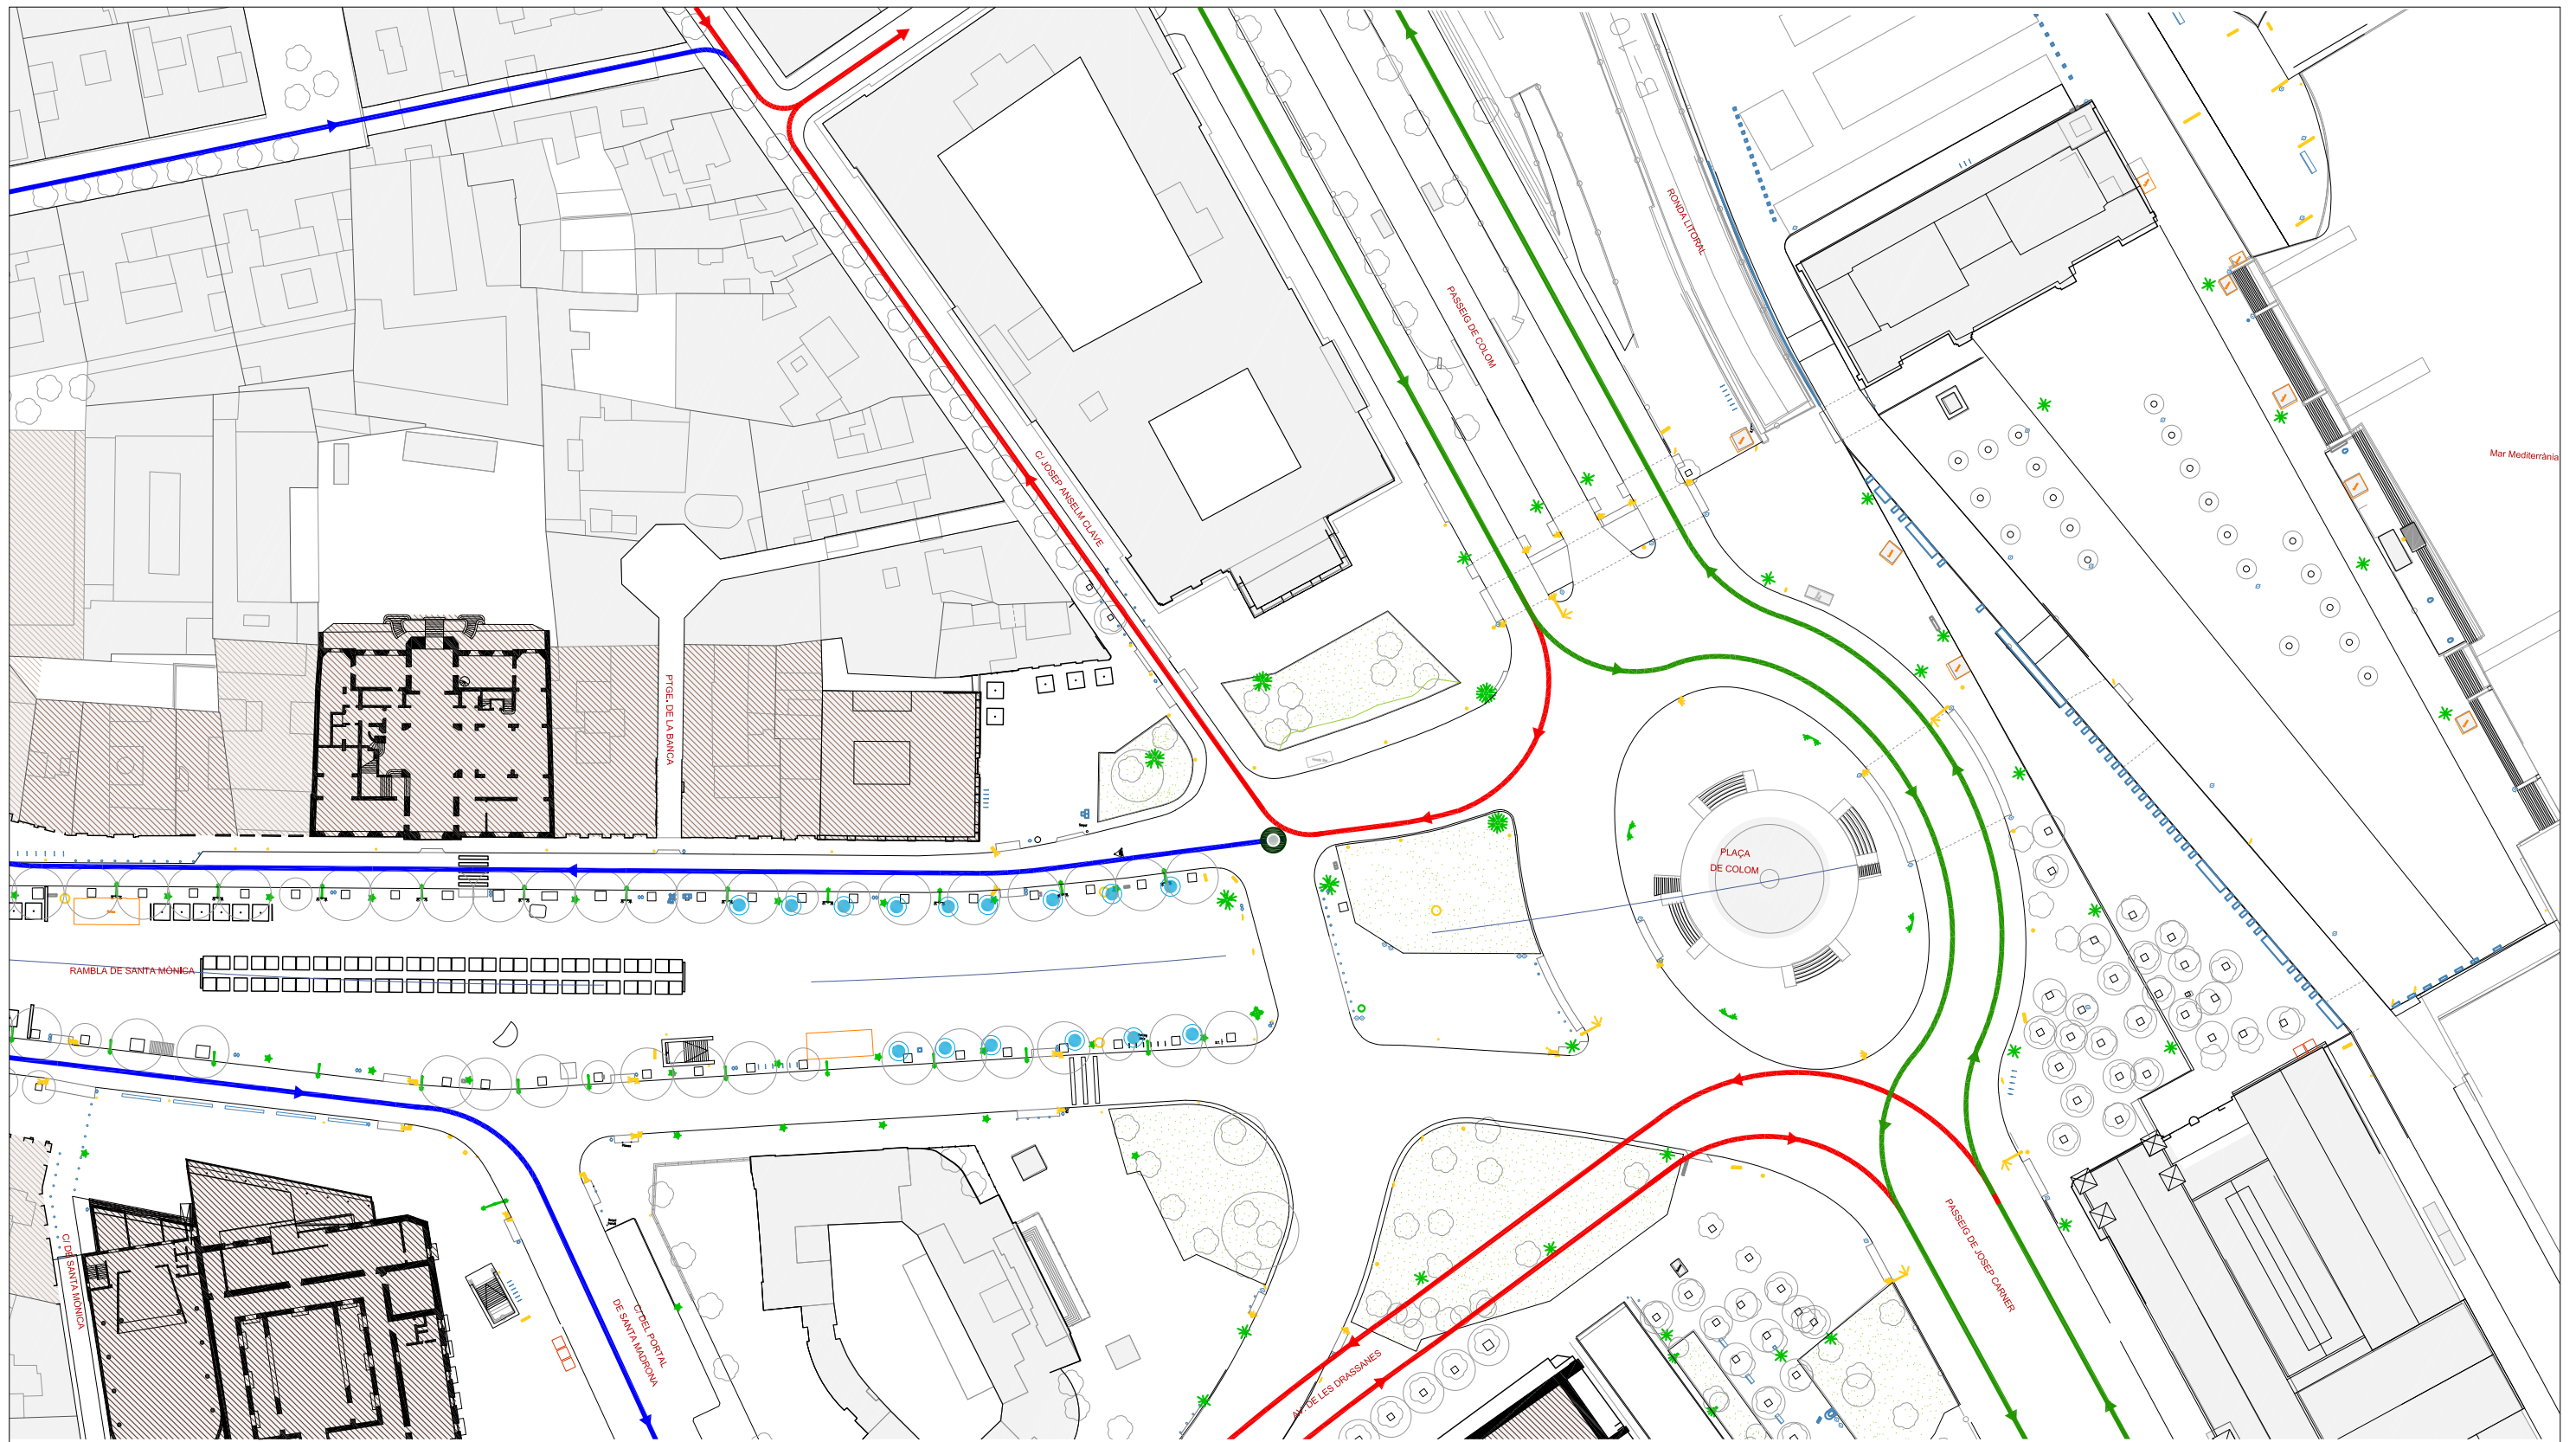 RONDA LITORAL
PASSEIG DE COLOM
C/ JOSEP ANSELM CLAVE
Mar Mediterrània
PTGE. DE LA BANCA
PLAÇA
DE COLOM
RAMBLA DE SANTA MÒNICA
C/ DE SANTA MÒNICA
C/ DEL PORTAL
DE SANTA MADRONA
AV. DE LES DRASSANES
PASSEIG DE JOSEP CARNER